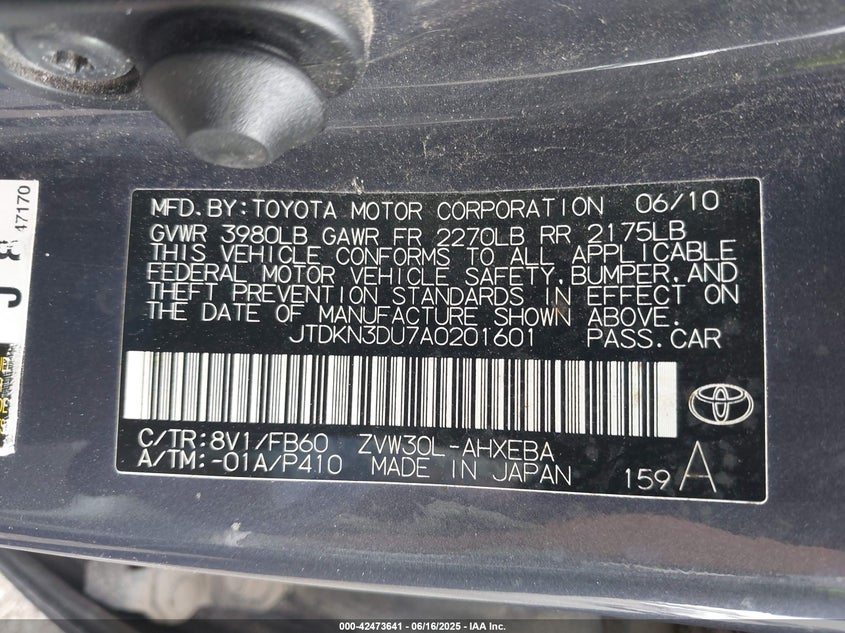 MFD. BY: TOYOTA MOTOR CORPORATION 06/10
GVWR 3980LB GAWR FR 2270LB RR 2175LB
THIS VEHICLE CONFORMS TO ALL APPLICABLE
FEDERAL MOTOR VEHICLE SAFETY, BUMPER, AND
THEFT PREVENTION STANDARDS IN EFFECT ON
THE DATE OF MANUFACTURE SHOWN ABOVE.
JTDKN3DU7A0201601 PASS. CAR
C/TR: 8V1/FB60 ZVW30L-AHXEBA
A/TM: -01A/P410 MADE IN JAPAN 159 A
47170
000-42473641 - 06/16/2025 - IAA Inc.